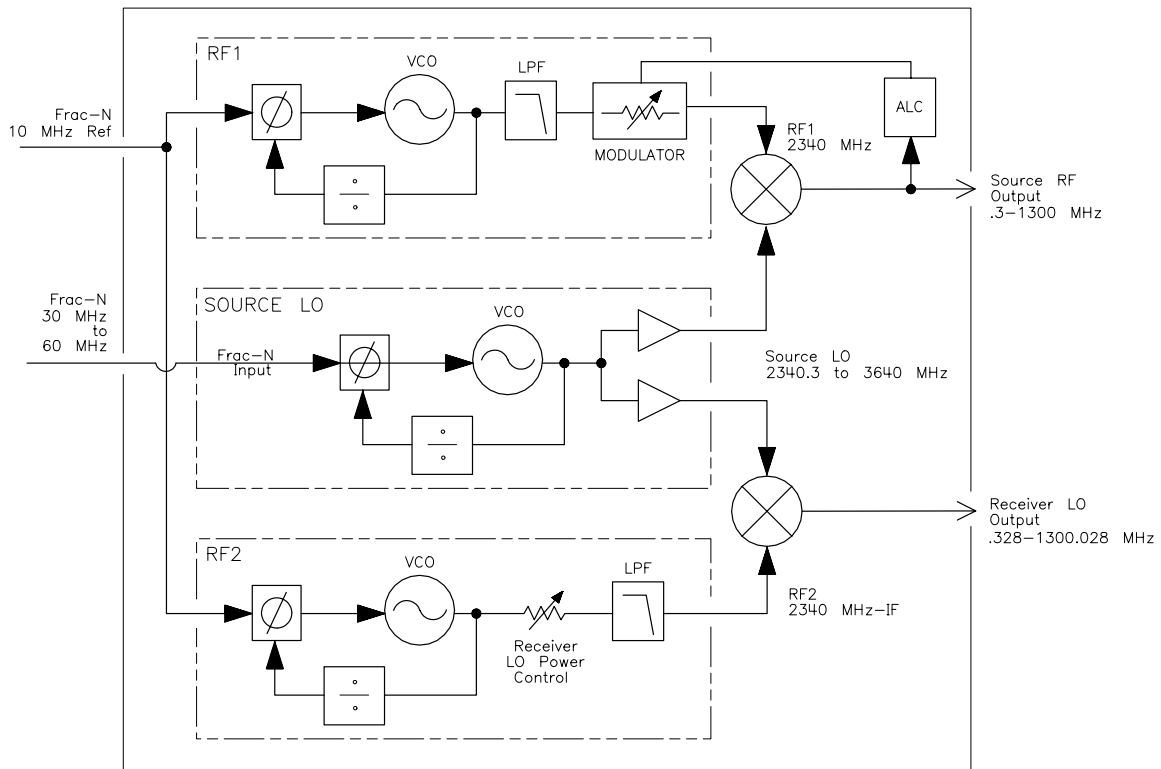 RF1
VCO
LPF
ALC
Frac-N
10 MHz Ref
MODULATOR
RF1
2340 MHz
Source RF
Output
.3-1300 MHz
SOURCE LO
VCO
Frac-N
30 MHz
to
60 MHz
Frac-N
Input
Source LO
2340.3 to 3640 MHz
Receiver LO
Output
.328-1300.028 MHz
RF2
VCO
LPF
RF2
2340 MHz-IF
Receiver
LO Power
Control